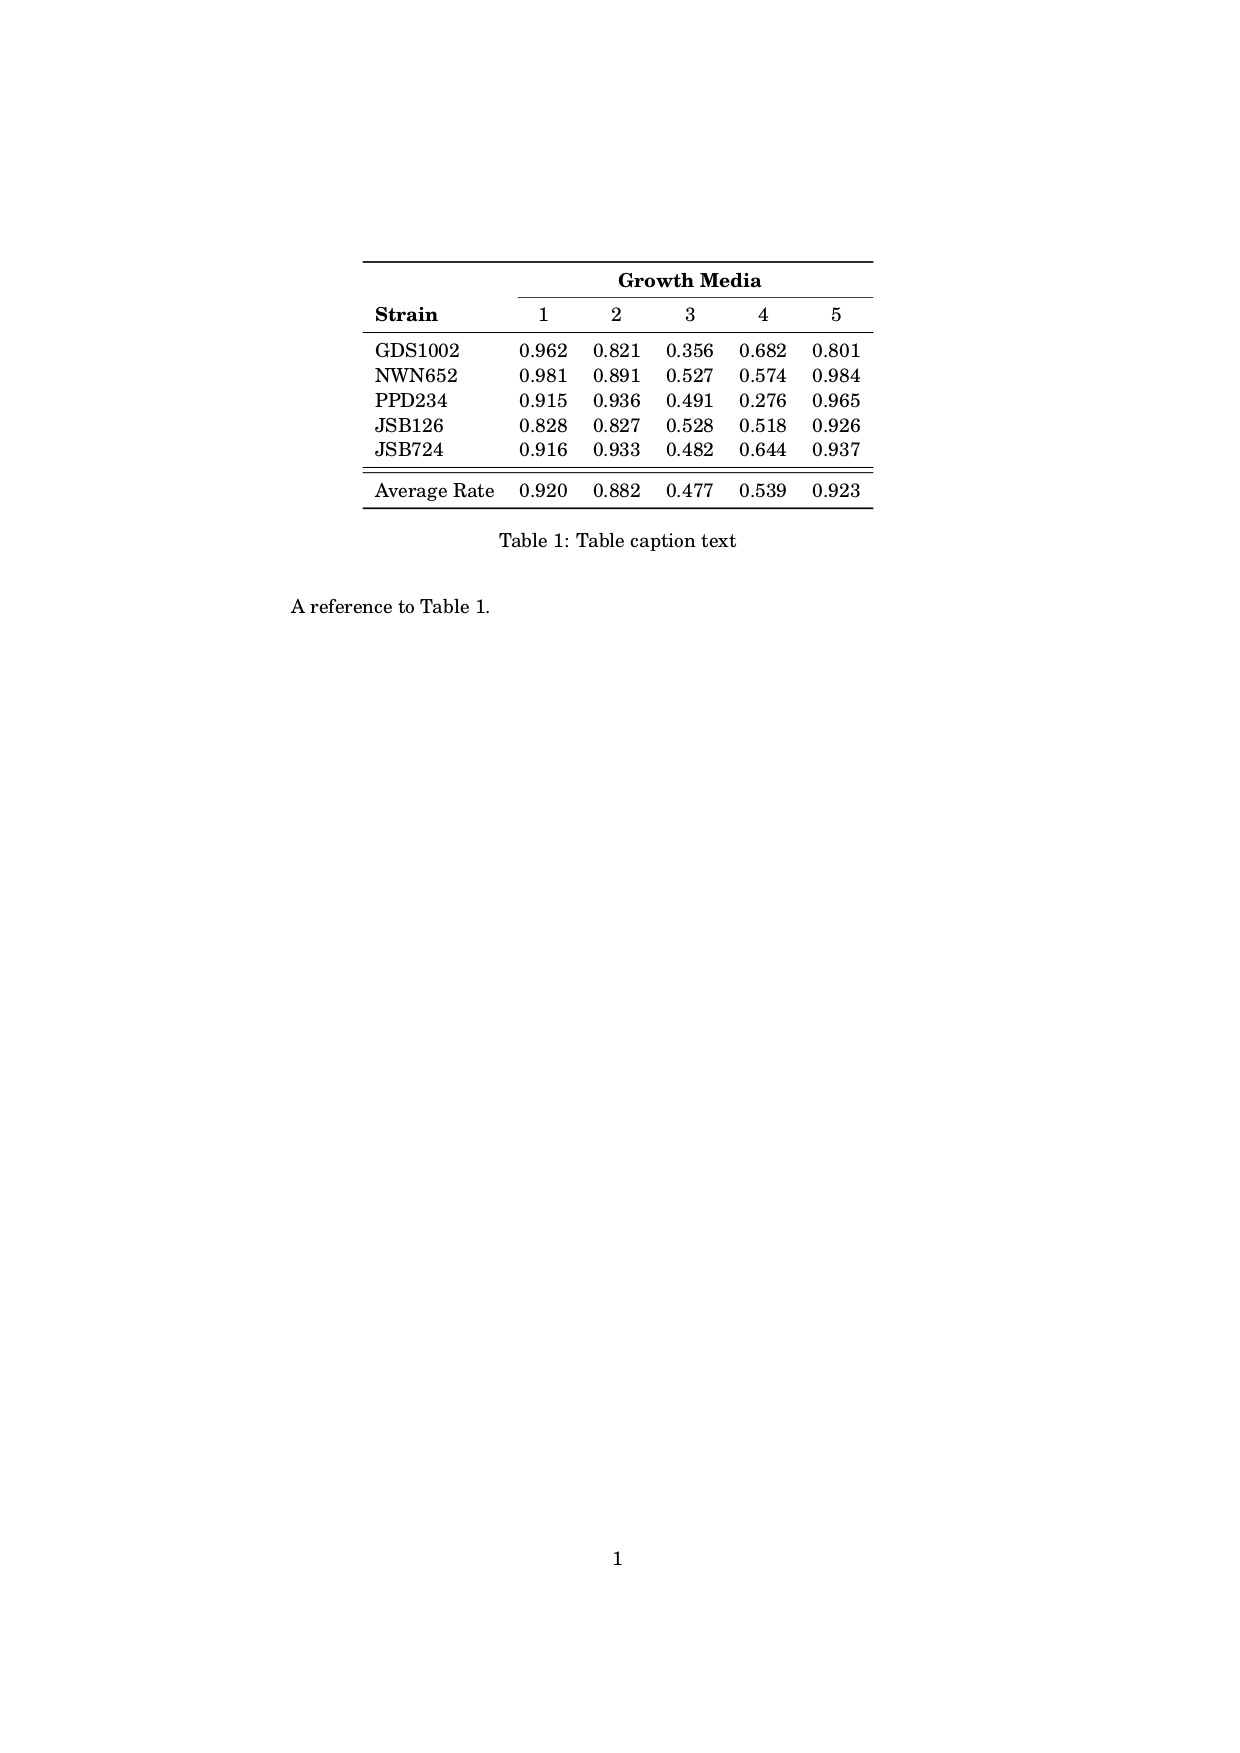 Growth Media
Strain 1 2 3 4 5
GDS1002 0.962 0.821 0.356 0.682 0.801
NWN652 0.981 0.891 0.527 0.574 0.984
PPD234 0.915 0.936 0.491 0.276 0.965
JSB126 0.828 0.827 0.528 0.518 0.926
JSB724 0.916 0.933 0.482 0.644 0.937
Average Rate 0.920 0.882 0.477 0.539 0.923
Table 1: Table caption text
A reference to Table 1.
1